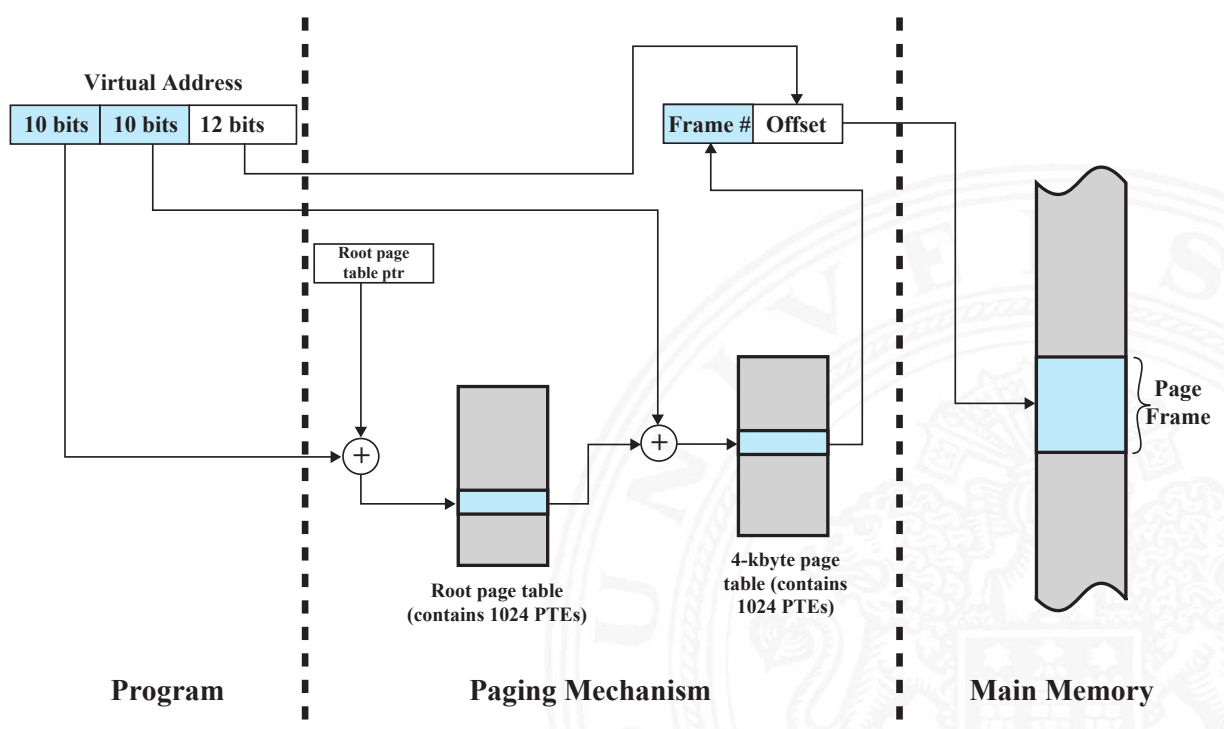 Virtual Address
10 bits 10 bits 12 bits
Frame # Offset
Root page
table ptr
Page
Frame
Root page table
(contains 1024 PTEs)
4-kbyte page
table (contains
1024 PTEs)
Program
Paging Mechanism
Main Memory